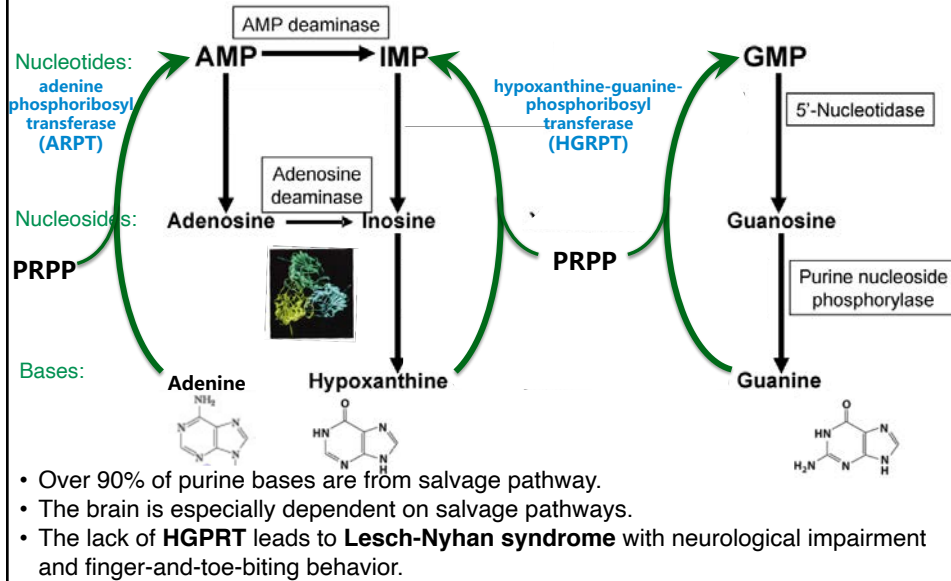 AMP deaminase
Nucleotides:
AMP
IMP
GMP
adenine
phosphoribosyl
transferase
(ARPT)
hypoxanthine-guanine-
phosphoribosyl
transferase
(HGRPT)
5'-Nucleotidase
Adenosine
deaminase
Nucleosides:
Adenosine
Inosine
Guanosine
PRPP
PRPP
Purine nucleoside
phosphorylase
Bases:
Adenine
Hypoxanthine
Guanine
NH₂
N
N
N
N
O
HN
N
N
N
H
O
HN
H₂N
N
N
N
H
• Over 90% of purine bases are from salvage pathway.
• The brain is especially dependent on salvage pathways.
• The lack of HGPRT leads to Lesch-Nyhan syndrome with neurological impairment
and finger-and-toe-biting behavior.